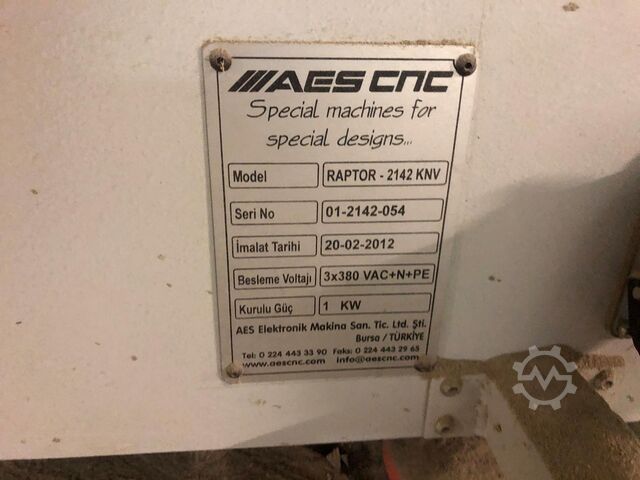 AES CNC
Special machines for
special designs...
Model RAPTOR - 2142 KNV
Seri No 01-2142-054
İmalat Tarihi 20-02-2012
Besleme Voltajı 3x380 VAC+N+PE
Kurulu Güç 1 KW
AES Elektronik Makina San. Tic. Ltd. Şti.
Bursa / TÜRKİYE
Tel: 0 224 443 33 90 Faks: 0 224 443 29 65
www.aescnc.com info@aescnc.com